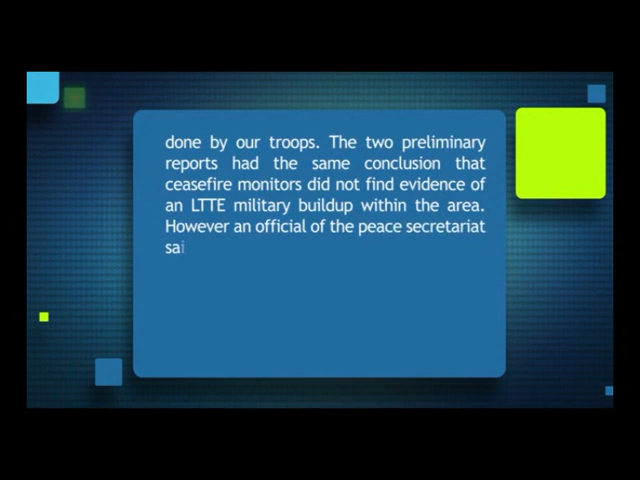 done by our troops. The two preliminary
reports had the same conclusion that
ceasefire monitors did not find evidence of
an LTTE military buildup within the area.
However an official of the peace secretariat
sai